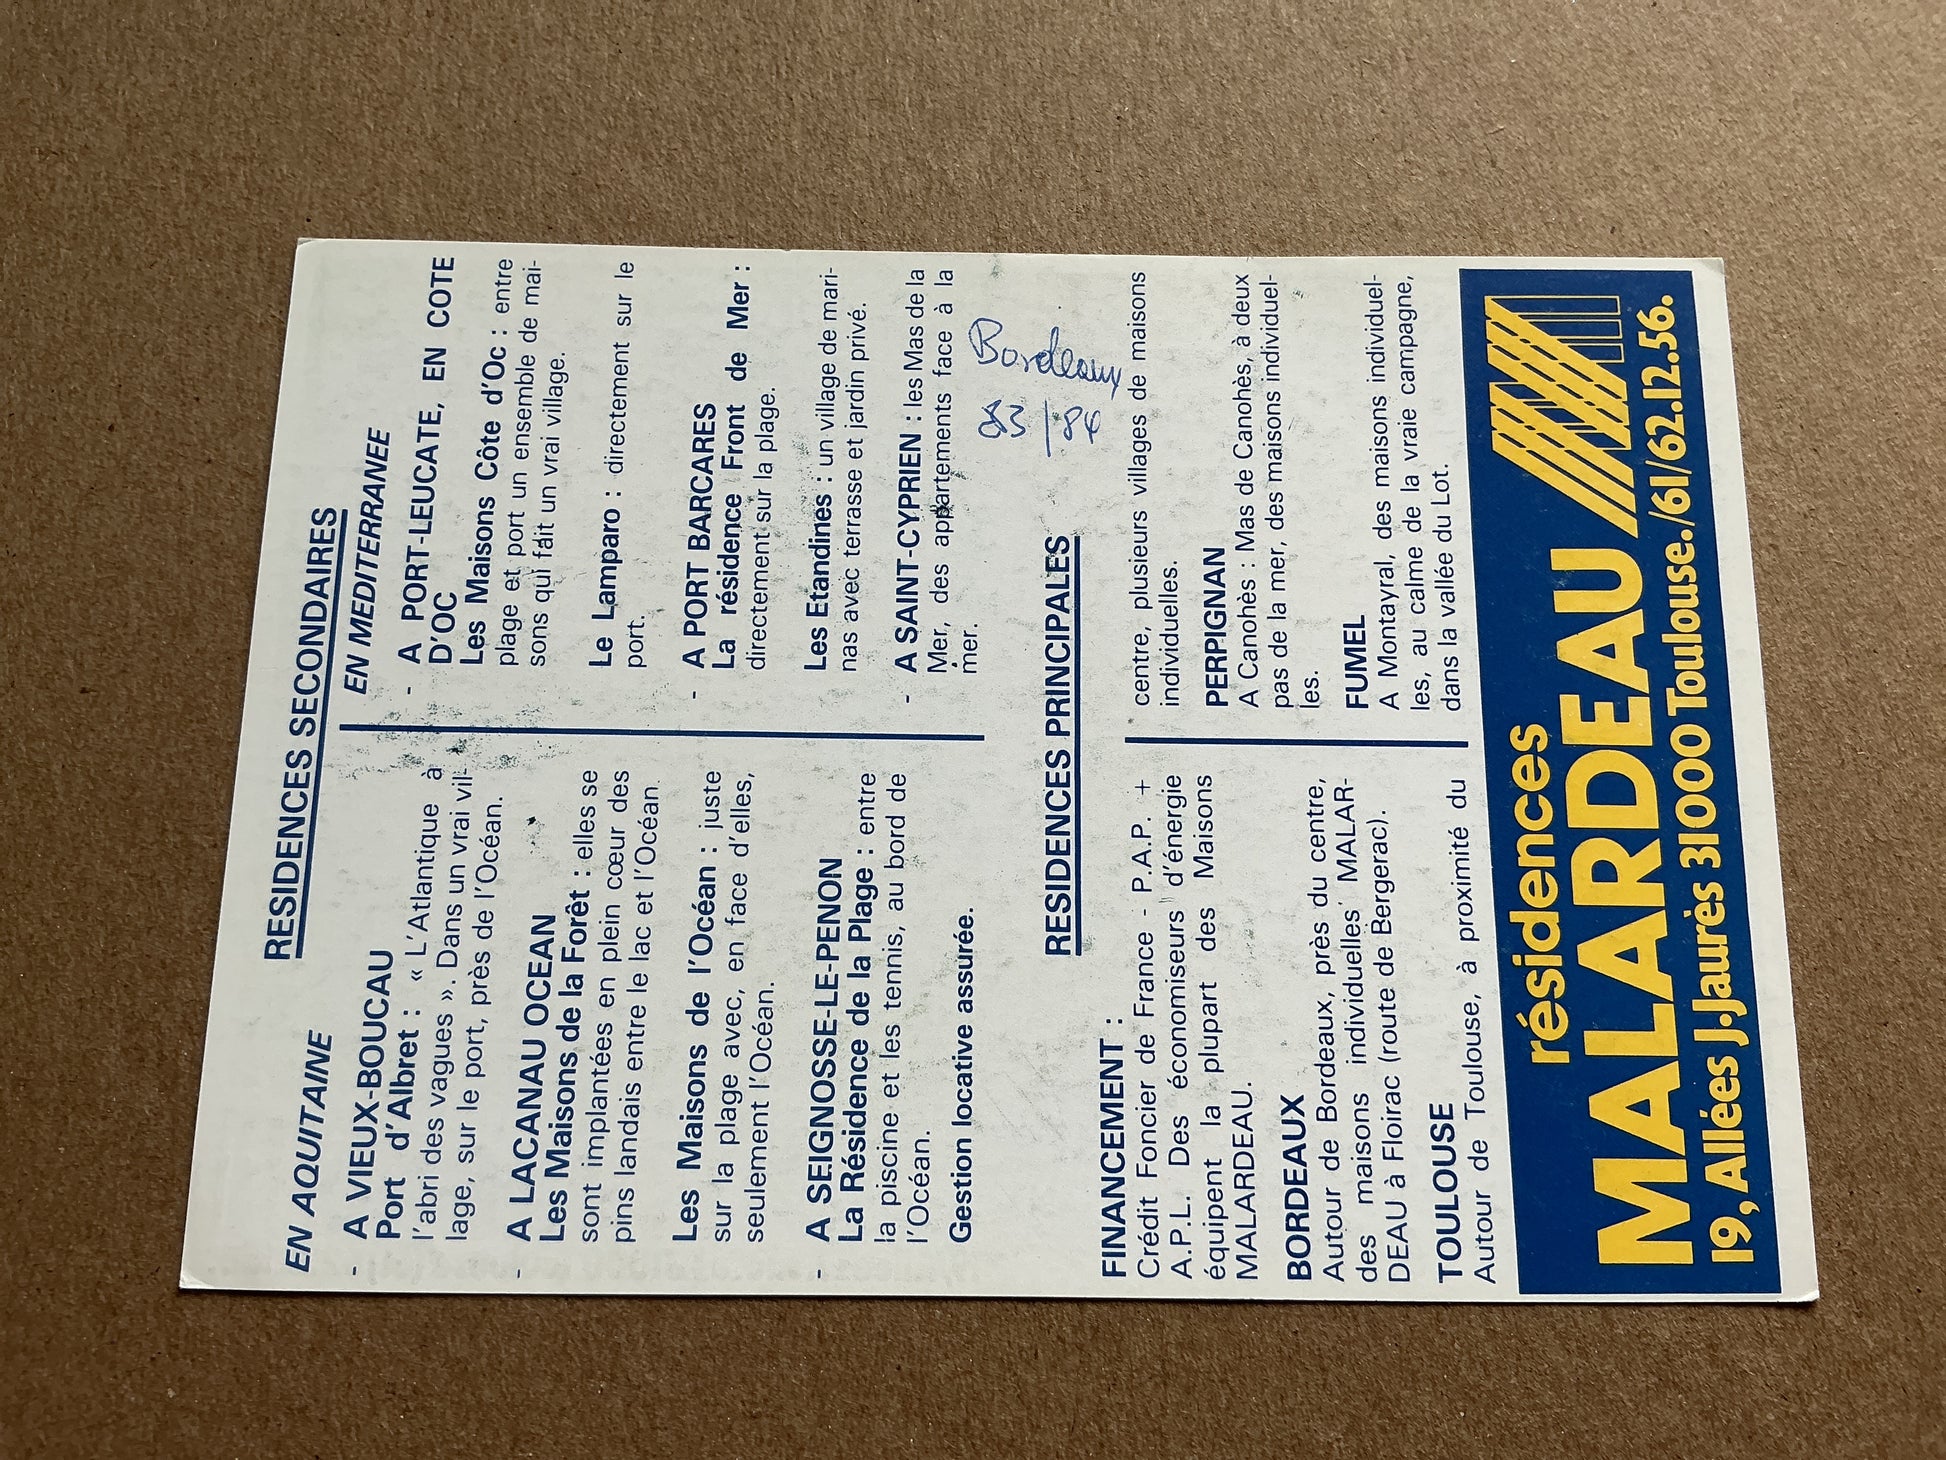 RESIDENCES SECONDAIRES
EN AQUITAINE
- A VIEUX-BOUCAU
Port d'Albret : « L'Atlantique à
l'abri des vagues ». Dans un vrai vil-
lage, sur le port, près de l'Océan.
- A LACANAU OCEAN
Les Maisons de la Forêt : elles se
sont implantées en plein cœur des
pins landais entre le lac et l'Océan.
Les Maisons de l'Océan : juste
sur la plage avec, en face d'elles,
seulement l'Océan.
- A SEIGNOSSE-LE-PENON
La Résidence de la Plage : entre
la piscine et les tennis, au bord de
l'Océan.
Gestion locative assurée.
EN MEDITERRANEE
- A PORT-LEUCATE, EN COTE
D'OC
Les Maisons Côte d'Oc : entre
plage et port un ensemble de mai-
sons qui fait un vrai village.
Le Lamparo : directement sur le
port.
- A PORT BARCARES
La résidence Front de Mer :
directement sur la plage.
Les Etandines : un village de mari-
nas avec terrasse et jardin privé.
- A SAINT-CYPRIEN : les Mas de la
Mer, des appartements face à la
mer.
Bordeaux
83/84
RESIDENCES PRINCIPALES
FINANCEMENT :
Crédit Foncier de France - P.A.P. +
A.P.L. Des économiseurs d'énergie
équipent la plupart des Maisons
MALARDEAU.
BORDEAUX
Autour de Bordeaux, près du centre,
des maisons individuelles MALAR-
DEAU à Floirac (route de Bergerac).
TOULOUSE
Autour de Toulouse, à proximité du
centre, plusieurs villages de maisons
individuelles.
PERPIGNAN
A Canohès : Mas de Canohès, à deux
pas de la mer, des maisons individuel-
les.
FUMEL
A Montayral, des maisons individuel-
les, au calme de la vraie campagne,
dans la vallée du Lot.
résidences
MALARDEAU
19, Allées J.Jaurès 31000 Toulouse./61/62.12.56.